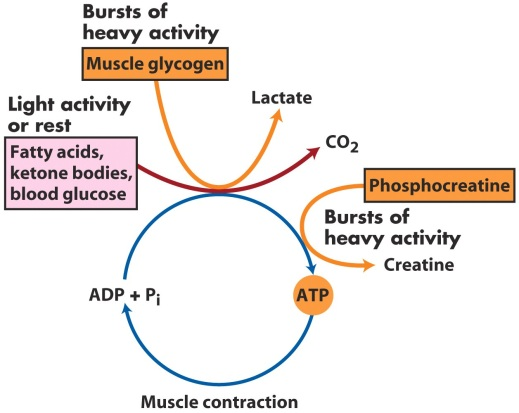 Bursts of
heavy activity
Muscle glycogen
Lactate
Light activity
or rest
CO₂
Fatty acids,
ketone bodies,
blood glucose
Phosphocreatine
Bursts of
heavy activity
Creatine
ADP + Pᵢ
ATP
Muscle contraction